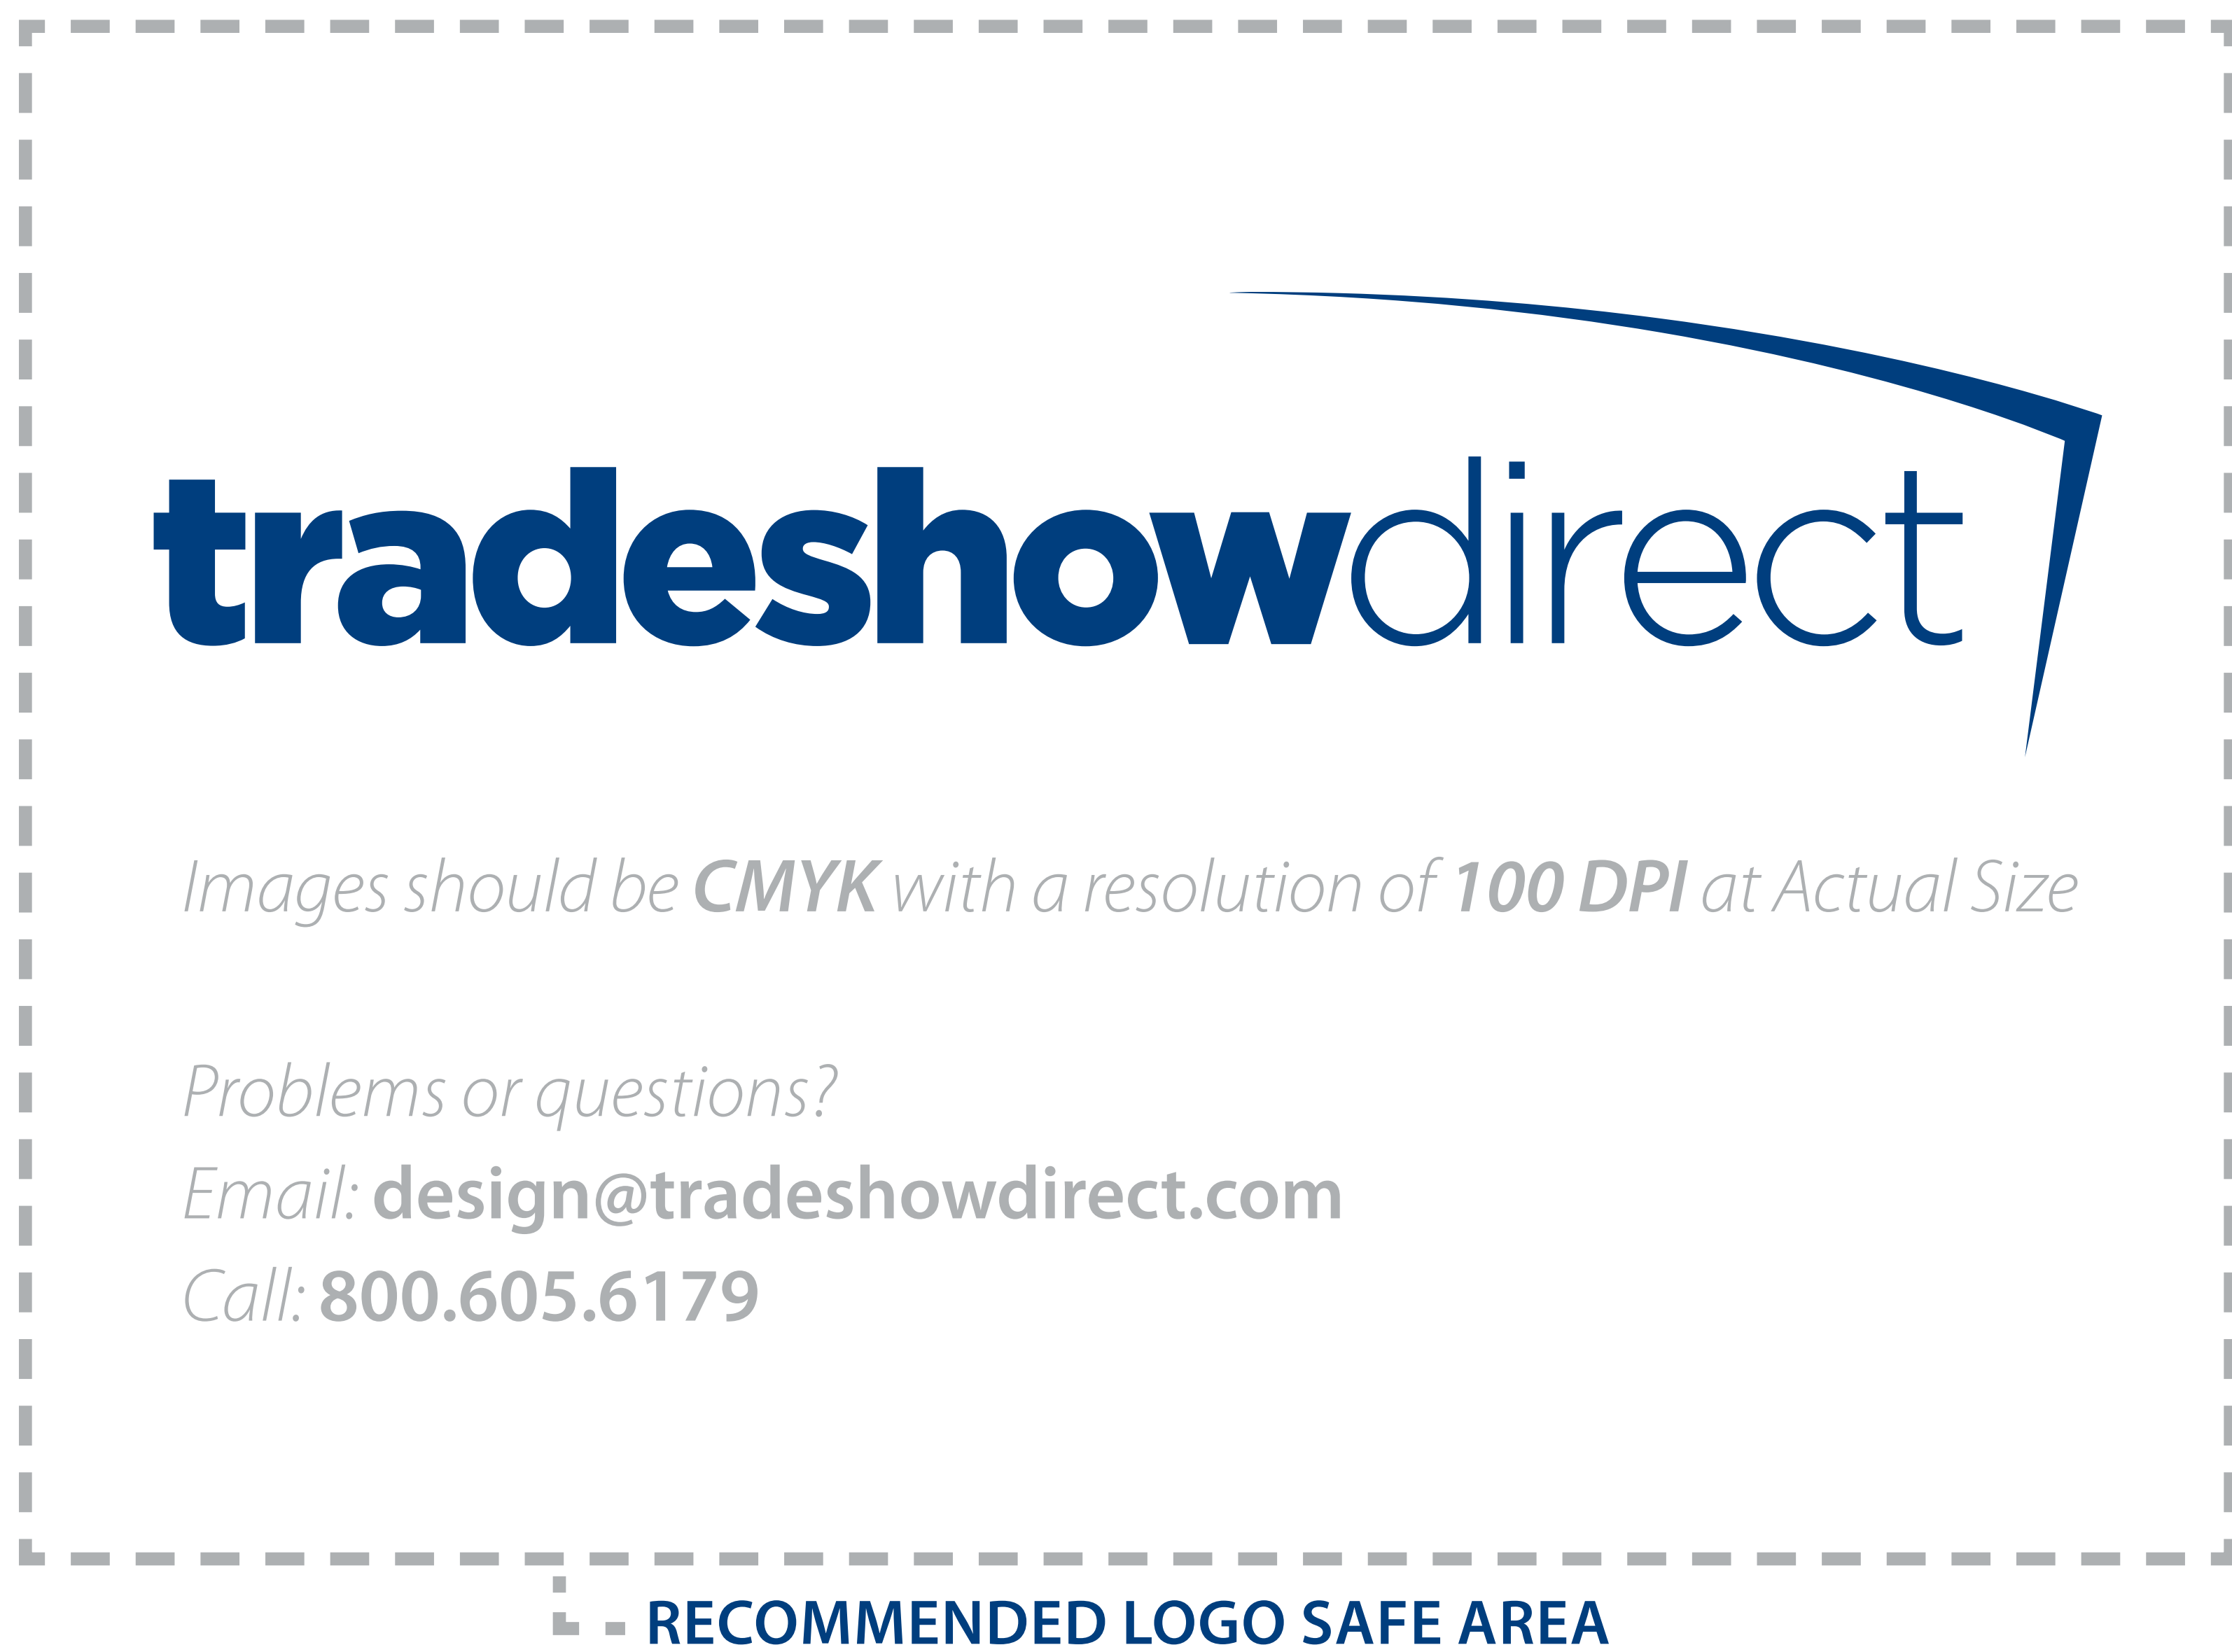 tradeshowdirect
Images should be CMYK with a resolution of 100 DPI at Actual Size
Problems or questions?
Email: design@tradeshowdirect.com
Call: 800.605.6179
RECOMMENDED LOGO SAFE AREA